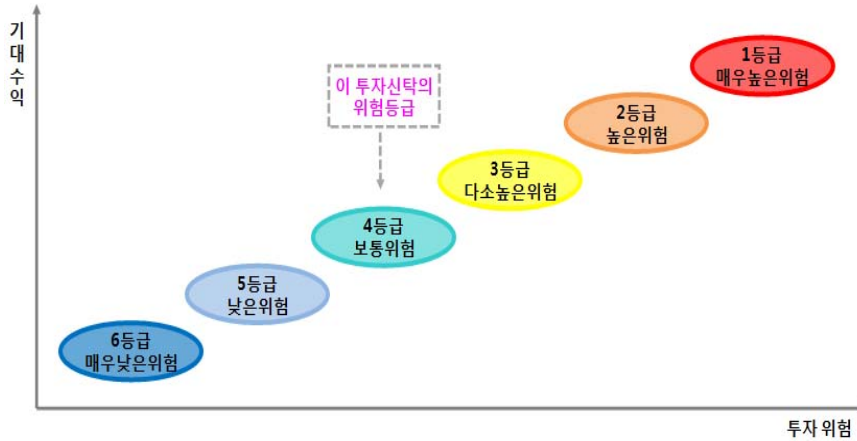 기
대
수
익
1등급
매우높은위험
이 투자신탁의
위험등급
2등급
높은위험
3등급
다소높은위험
4등급
보통위험
5등급
낮은위험
6등급
매우낮은위험
투자 위험